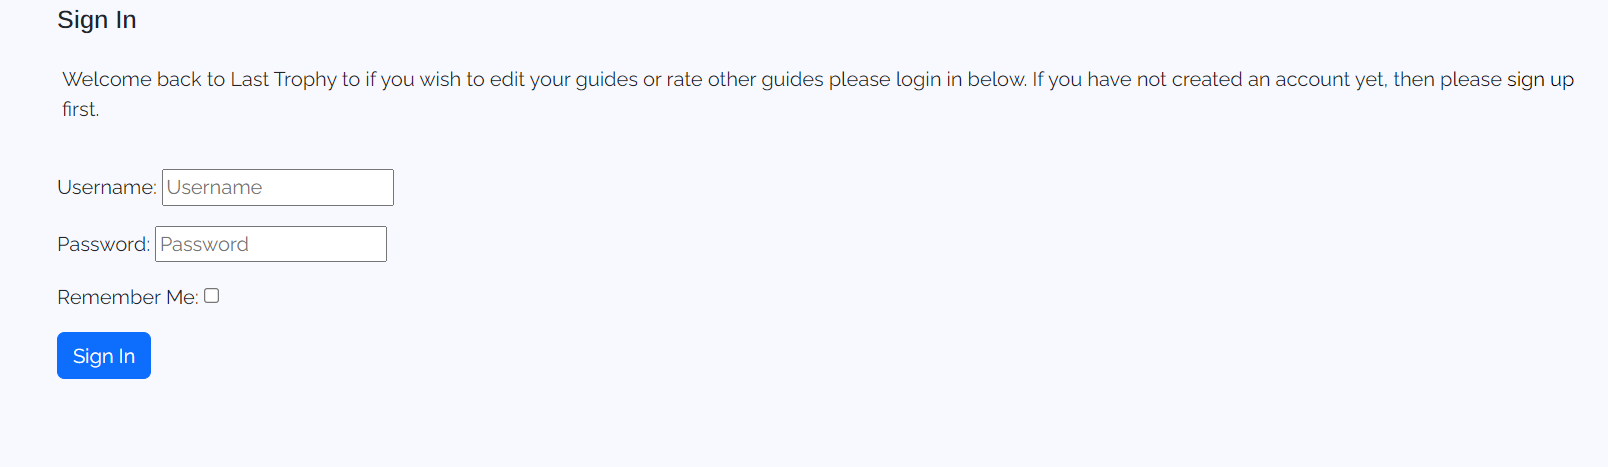 Sign In
Welcome back to Last Trophy to if you wish to edit your guides or rate other guides please login in below. If you have not created an account yet, then please sign up
first.
Username: Username
Password: Password
Remember Me:
Sign In